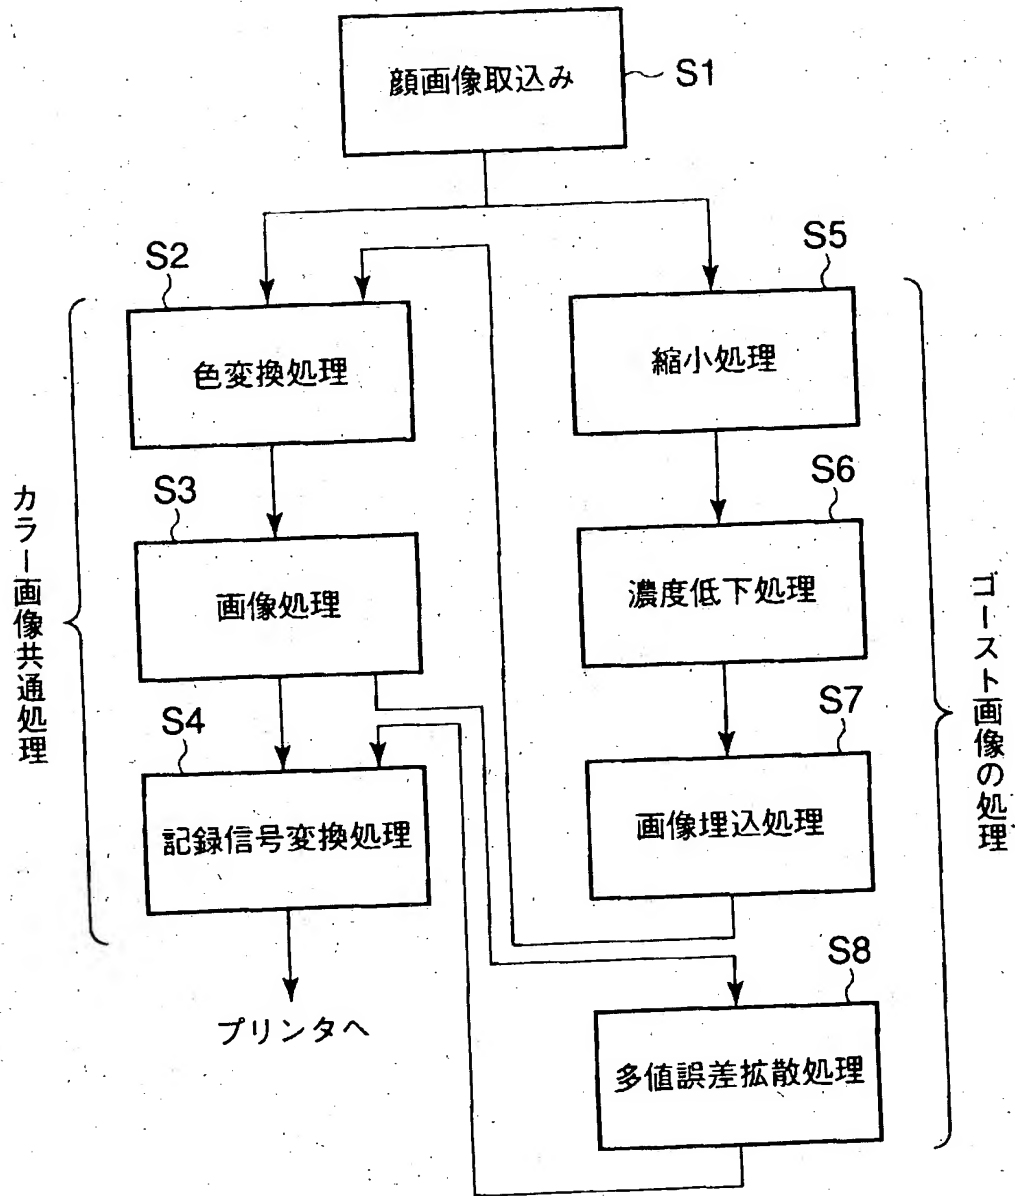 顔画像取込み
S1
S2
色変換処理
S3
画像処理
S4
記録信号変換処理
プリンタへ
カラー画像共通処理
S5
縮小処理
S6
濃度低下処理
S7
画像埋込処理
S8
多値誤差拡散処理
ゴースト画像の処理